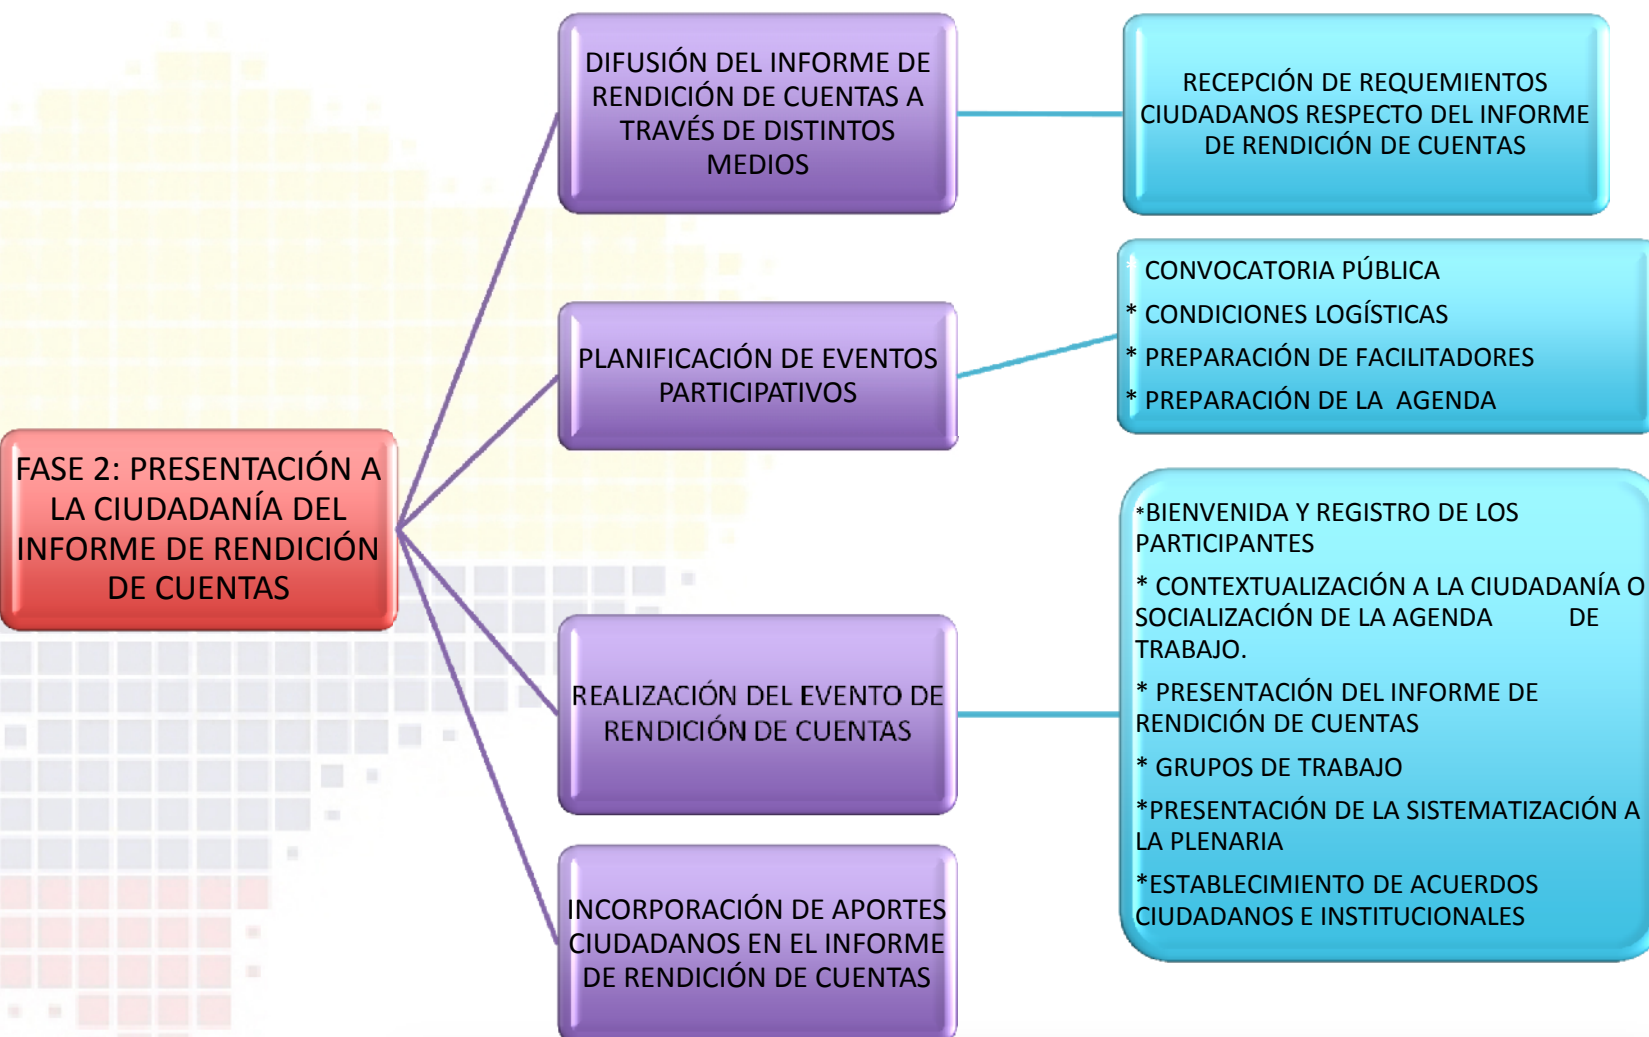 FASE 2: PRESENTACIÓN A
LA CIUDADANÍA DEL
INFORME DE RENDICIÓN
DE CUENTAS
DIFUSIÓN DEL INFORME DE
RENDICIÓN DE CUENTAS A
TRAVÉS DE DISTINTOS
MEDIOS
RECEPCIÓN DE REQUEMIENTOS
CIUDADANOS RESPECTO DEL INFORME
DE RENDICIÓN DE CUENTAS
PLANIFICACIÓN DE EVENTOS
PARTICIPATIVOS
* CONVOCATORIA PÚBLICA
* CONDICIONES LOGÍSTICAS
* PREPARACIÓN DE FACILITADORES
* PREPARACIÓN DE LA AGENDA
REALIZACIÓN DEL EVENTO DE
RENDICIÓN DE CUENTAS
*BIENVENIDA Y REGISTRO DE LOS
PARTICIPANTES
* CONTEXTUALIZACIÓN A LA CIUDADANÍA O
SOCIALIZACIÓN DE LA AGENDA DE
TRABAJO.
* PRESENTACIÓN DEL INFORME DE
RENDICIÓN DE CUENTAS
* GRUPOS DE TRABAJO
*PRESENTACIÓN DE LA SISTEMATIZACIÓN A
LA PLENARIA
*ESTABLECIMIENTO DE ACUERDOS
CIUDADANOS E INSTITUCIONALES
INCORPORACIÓN DE APORTES
CIUDADANOS EN EL INFORME
DE RENDICIÓN DE CUENTAS